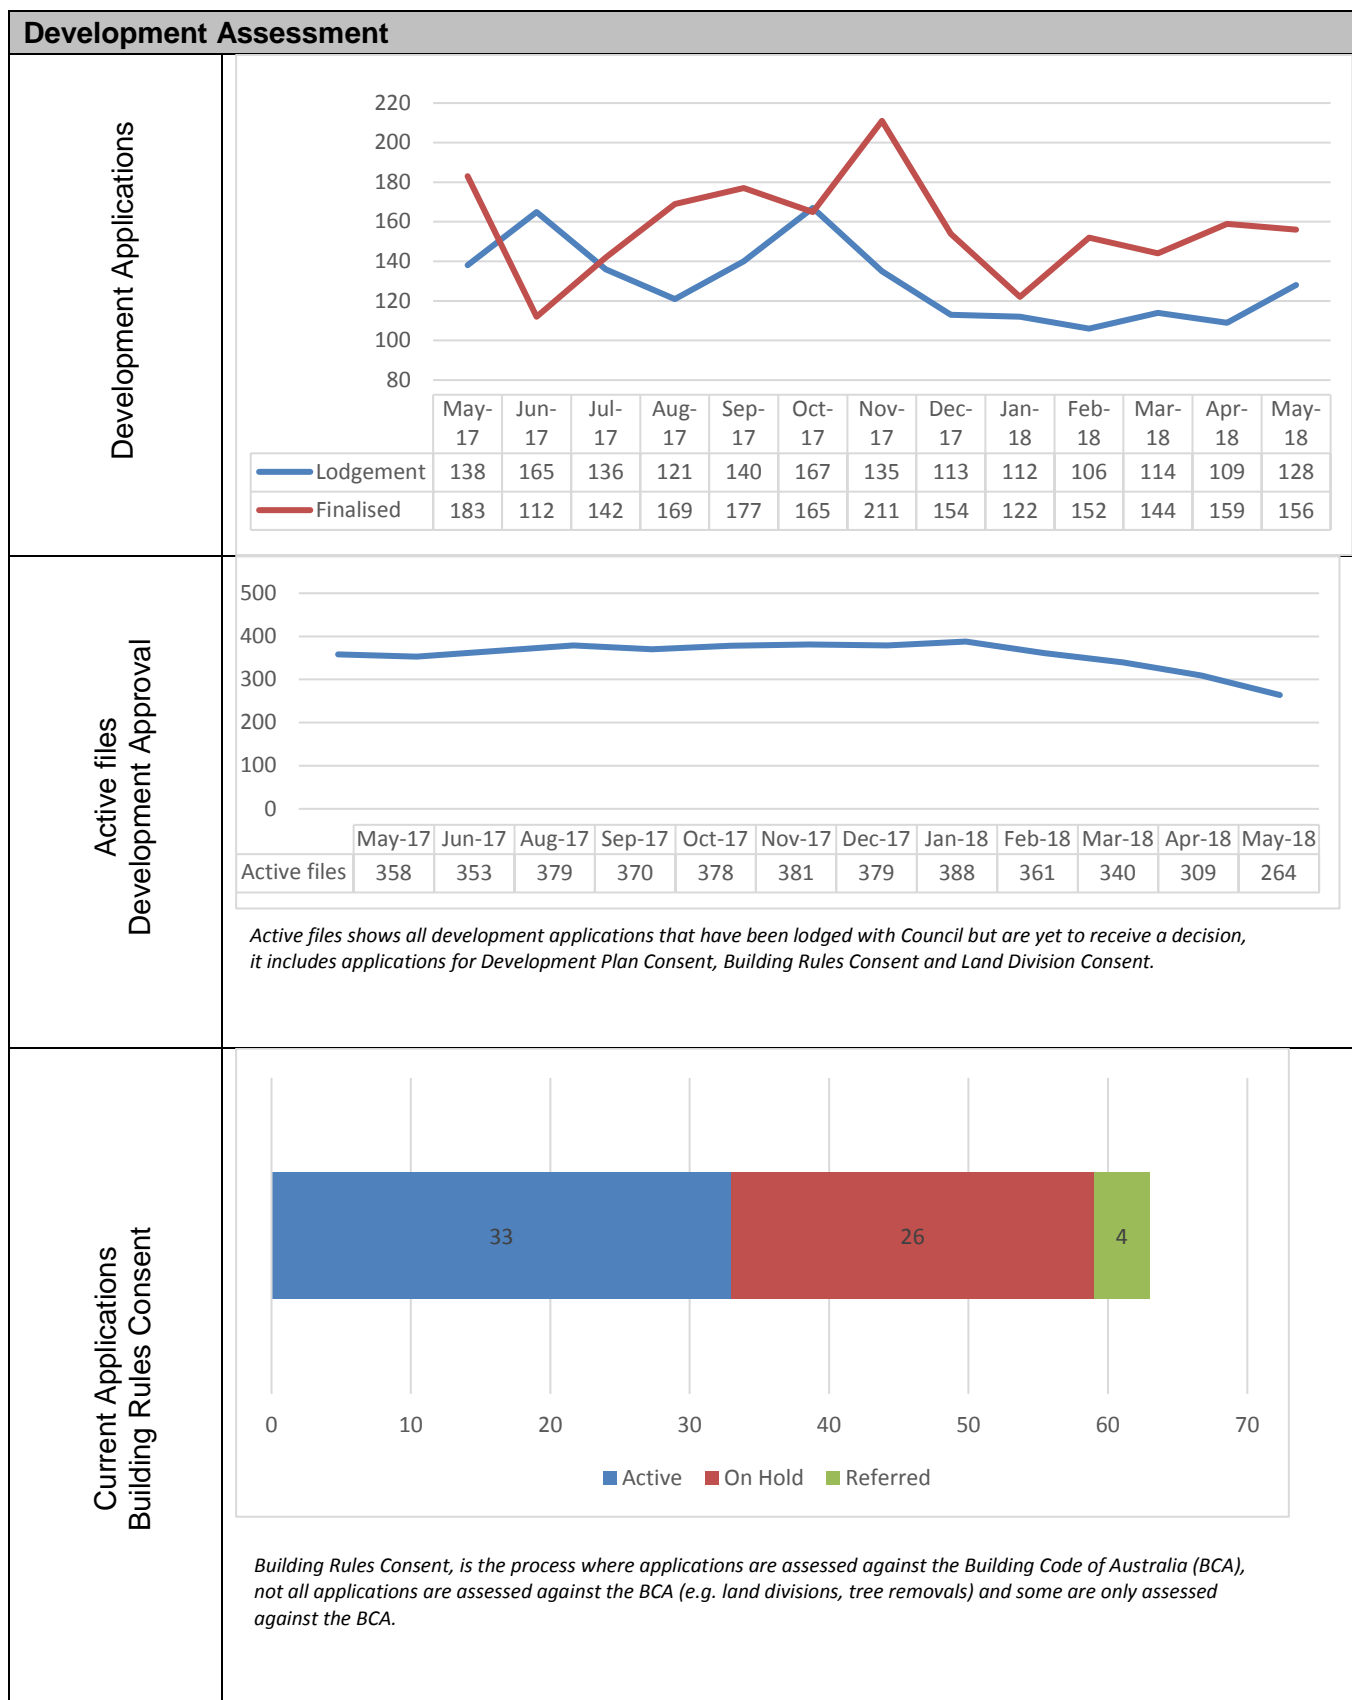 Development Assessment
Development Applications
220
200
180
160
140
120
100
80
May-17 Jun-17 Jul-17 Aug-17 Sep-17 Oct-17 Nov-17 Dec-17 Jan-18 Feb-18 Mar-18 Apr-18 May-18
Lodgement 138 165 136 121 140 167 135 113 112 106 114 109 128
Finalised 183 112 142 169 177 165 211 154 122 152 144 159 156
Active files
Development Approval
500
400
300
200
100
0
May-17 Jun-17 Aug-17 Sep-17 Oct-17 Nov-17 Dec-17 Jan-18 Feb-18 Mar-18 Apr-18 May-18
Active files 358 353 379 370 378 381 379 388 361 340 309 264
Active files shows all development applications that have been lodged with Council but are yet to receive a decision,
it includes applications for Development Plan Consent, Building Rules Consent and Land Division Consent.
Current Applications
Building Rules Consent
33 26 4
0 10 20 30 40 50 60 70
Active On Hold Referred
Building Rules Consent, is the process where applications are assessed against the Building Code of Australia (BCA),
not all applications are assessed against the BCA (e.g. land divisions, tree removals) and some are only assessed
against the BCA.